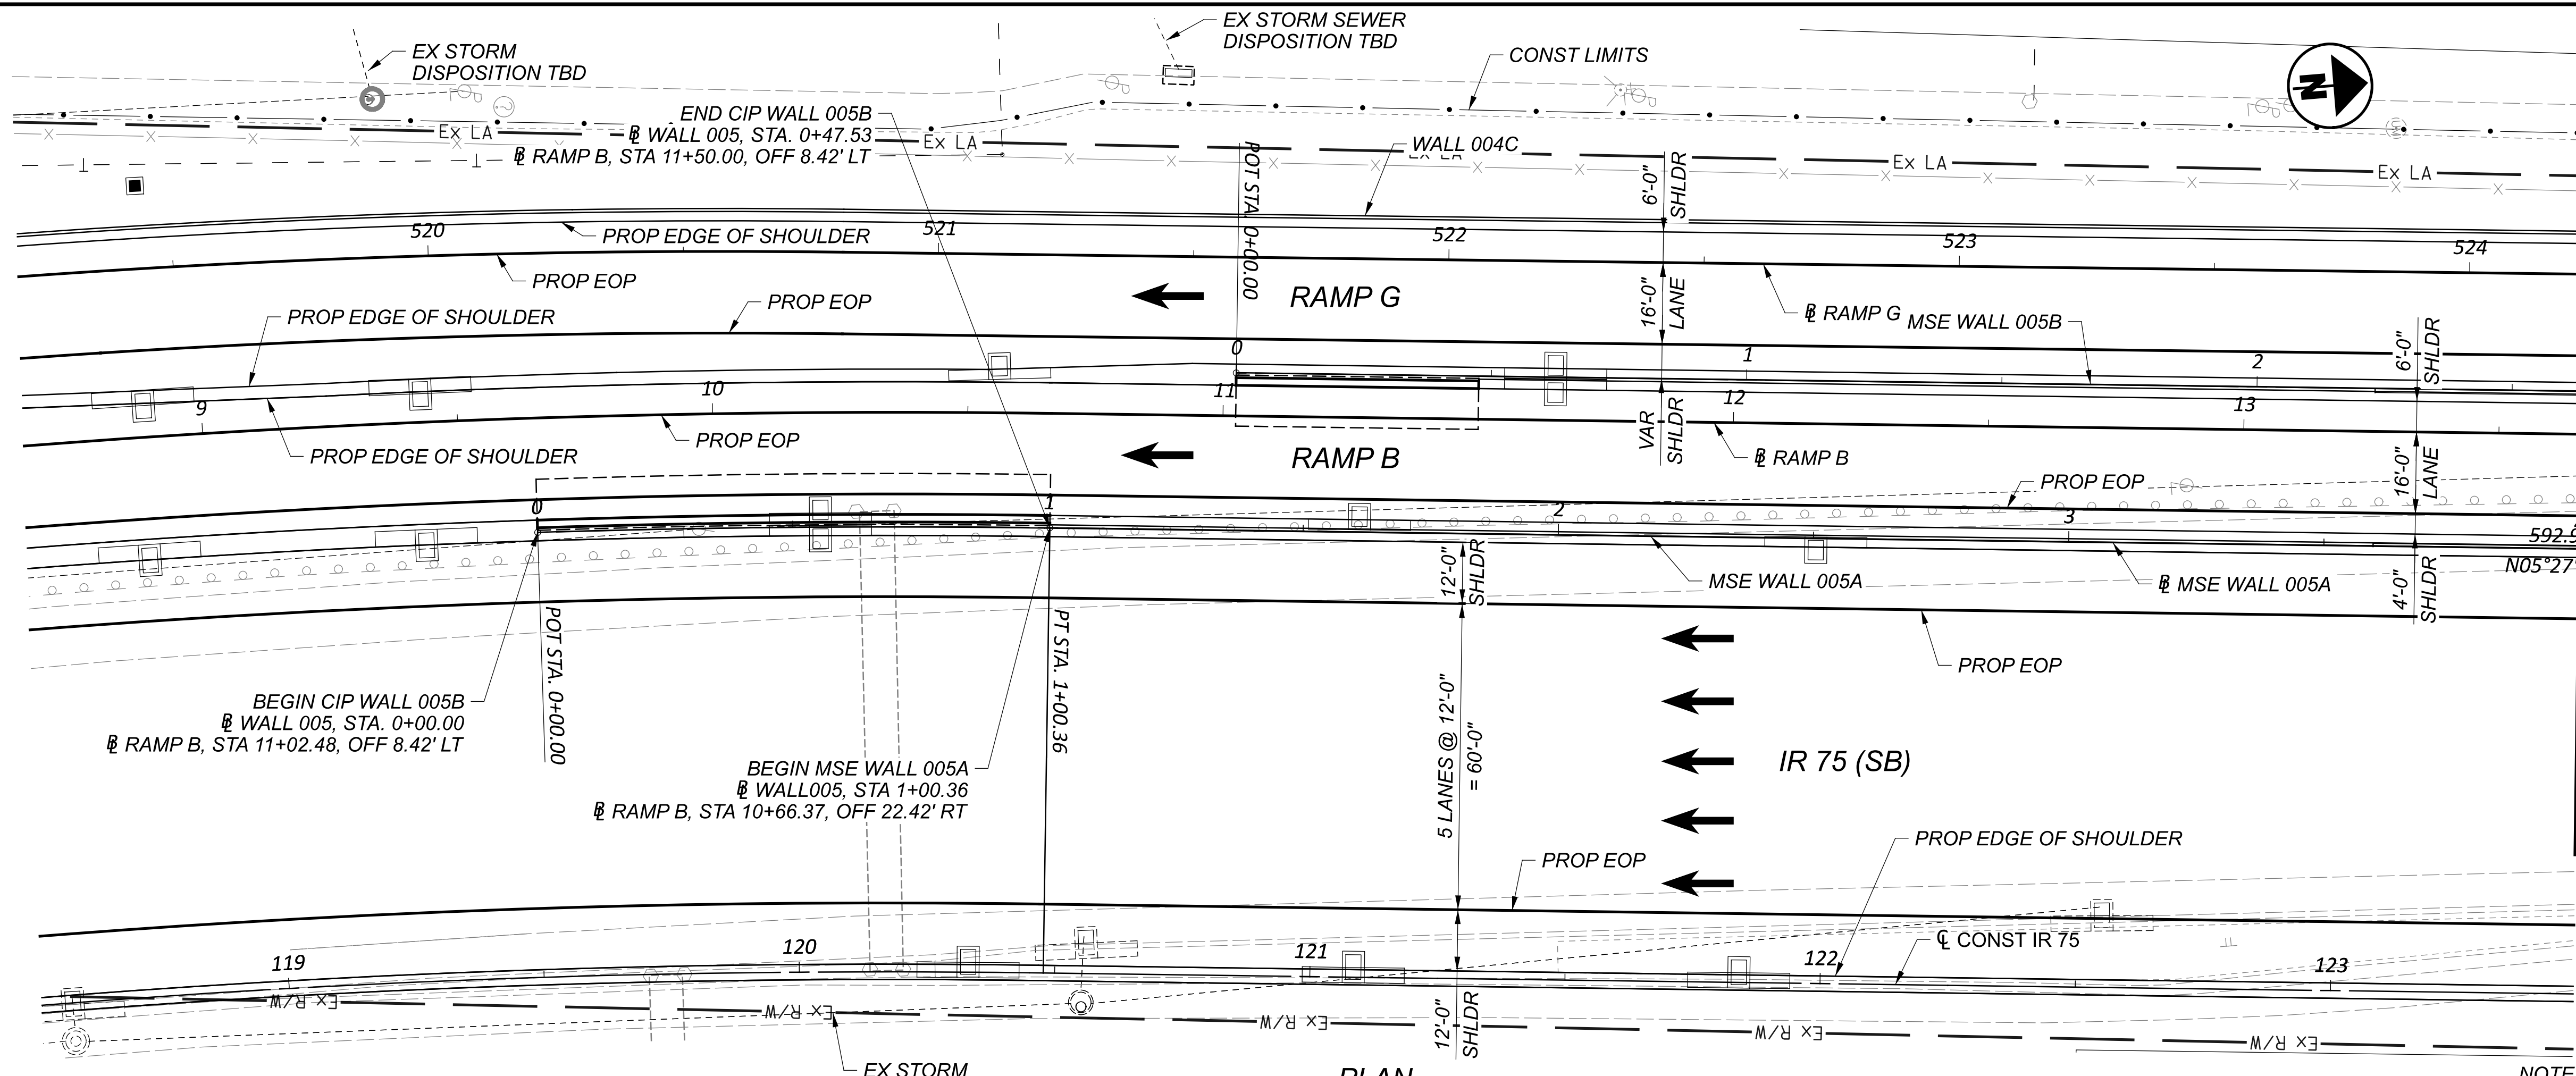 EX STORM SEWER
DISPOSITION TBD
EX STORM
DISPOSITION TBD
CONST LIMITS
N
END CIP WALL 005B
℄ WALL 005, STA. 0+47.53
℄ RAMP B, STA 11+50.00, OFF 8.42' LT
Ex LA
Ex LA
WALL 004C
Ex LA
Ex LA
Ex LA
POT STA. 0+00.00
6'-0"
SHLDR
520
PROP EDGE OF SHOULDER
521
522
523
524
PROP EOP
PROP EOP
RAMP G
16'-0"
LANE
℄ RAMP G
MSE WALL 005B
PROP EDGE OF SHOULDER
6'-0"
SHLDR
0
1
2
9
10
11
12
13
PROP EOP
VAR
SHLDR
PROP EDGE OF SHOULDER
RAMP B
℄ RAMP B
16'-0"
LANE
PROP EOP
0
1
2
3
592.9
N05°27'
12'-0"
SHLDR
MSE WALL 005A
℄ MSE WALL 005A
4'-0"
SHLDR
POT STA. 0+00.00
PT STA. 1+00.36
PROP EOP
BEGIN CIP WALL 005B
℄ WALL 005, STA. 0+00.00
℄ RAMP B, STA 11+02.48, OFF 8.42' LT
BEGIN MSE WALL 005A
℄ WALL005, STA 1+00.36
℄ RAMP B, STA 10+66.37, OFF 22.42' RT
5 LANES @ 12'-0"
= 60'-0"
IR 75 (SB)
PROP EOP
PROP EDGE OF SHOULDER
℄ CONST IR 75
119
120
121
122
123
Ex R/W
Ex R/W
Ex R/W
Ex R/W
Ex R/W
12'-0"
SHLDR
EX STORM
PLAN
NOTE